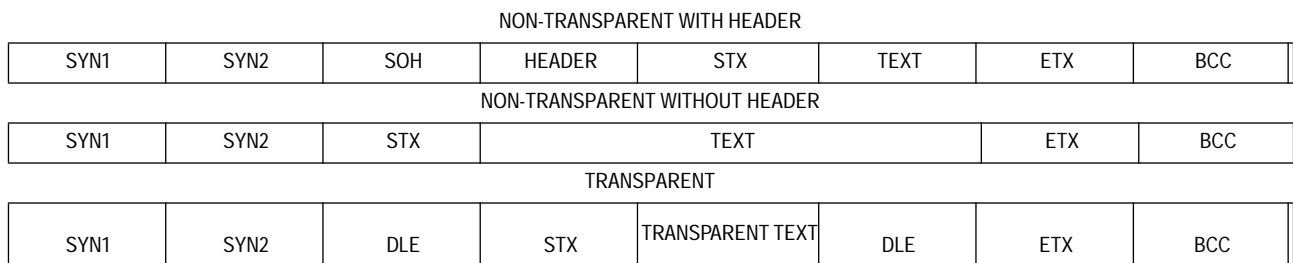 NON-TRANSPARENT WITH HEADER
SYN1 SYN2 SOH HEADER STX TEXT ETX BCC
NON-TRANSPARENT WITHOUT HEADER
SYN1 SYN2 STX TEXT ETX BCC
TRANSPARENT
SYN1 SYN2 DLE STX TRANSPARENT TEXT DLE ETX BCC